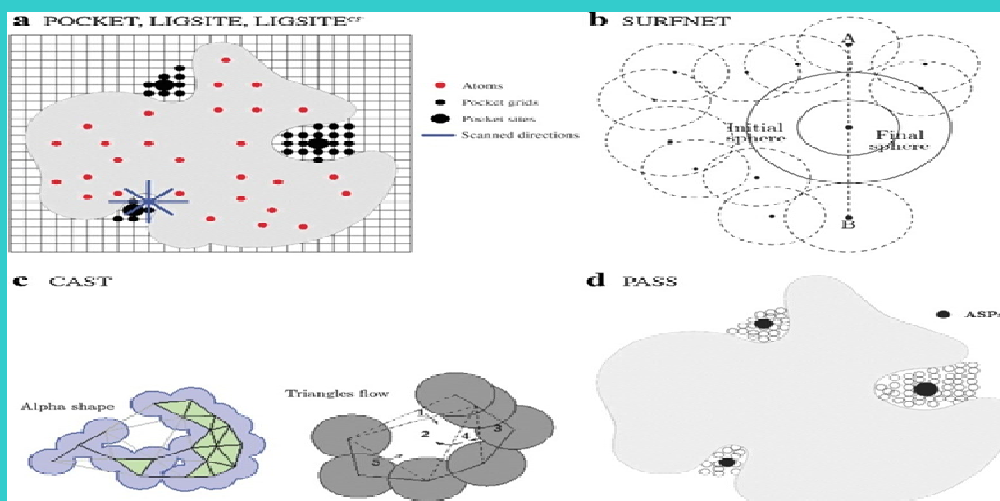 a POCKET, LIGSITE, LIGSITEcs
Atoms
Pocket grids
Pocket sites
Scanned directions
b SURFNET
A
Initial
sphere
Final
sphere
B
c CAST
Alpha shape
Triangles flow
1
2
3
4
5
d PASS